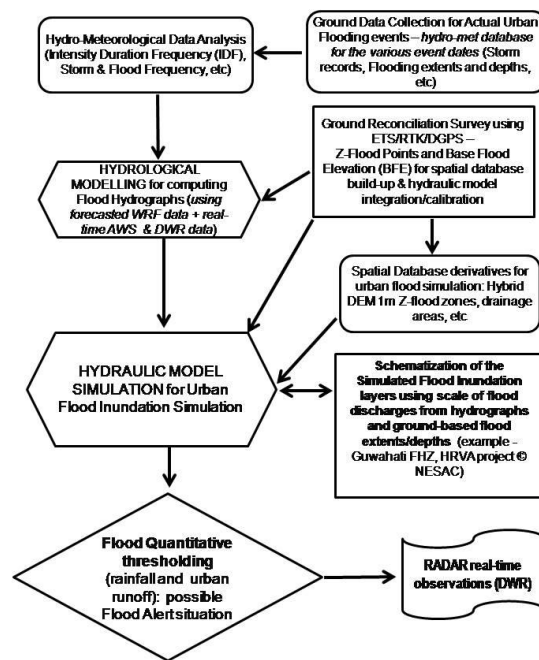 Hydro-Meteorological Data Analysis
(Intensity Duration Frequency (IDF),
Storm & Flood Frequency, etc)
Ground Data Collection for Actual Urban
Flooding events – hydro-met database
for the various event dates (Storm
records, Flooding extents and depths,
etc)
Ground Reconciliation Survey using
ETS/RTK/DGPS –
Z-Flood Points and Base Flood
Elevation (BFE) for spatial database
build-up & hydraulic model
integration/calibration
HYDROLOGICAL
MODELLING for computing
Flood Hydrographs (using
forecasted WRF data + real-
time AWS & DWR data)
Spatial Database derivatives for
urban flood simulation: Hybrid
DEM 1m Z-flood zones, drainage
areas, etc
HYDRAULIC MODEL
SIMULATION for Urban
Flood Inundation Simulation
Schematization of the
Simulated Flood Inundation
layers using scale of flood
discharges from hydrographs
and ground-based flood
extents/depths (example -
Guwahati FHZ, HRVA project ©
NESAC)
Flood Quantitative
thresholding
(rainfall and urban
runoff): possible
Flood Alert situation
RADAR real-time
observations (DWR)